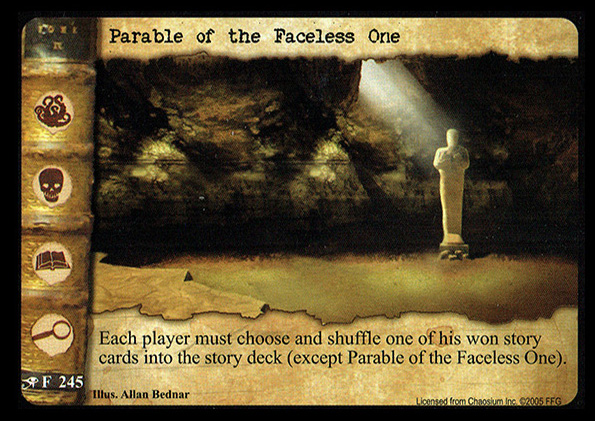 Parable of the Faceless One
Each player must choose and shuffle one of his won story
cards into the story deck (except Parable of the Faceless One).
F 245
Illus. Allan Bednar
Licensed from Chaosium Inc. ©2005 FFG